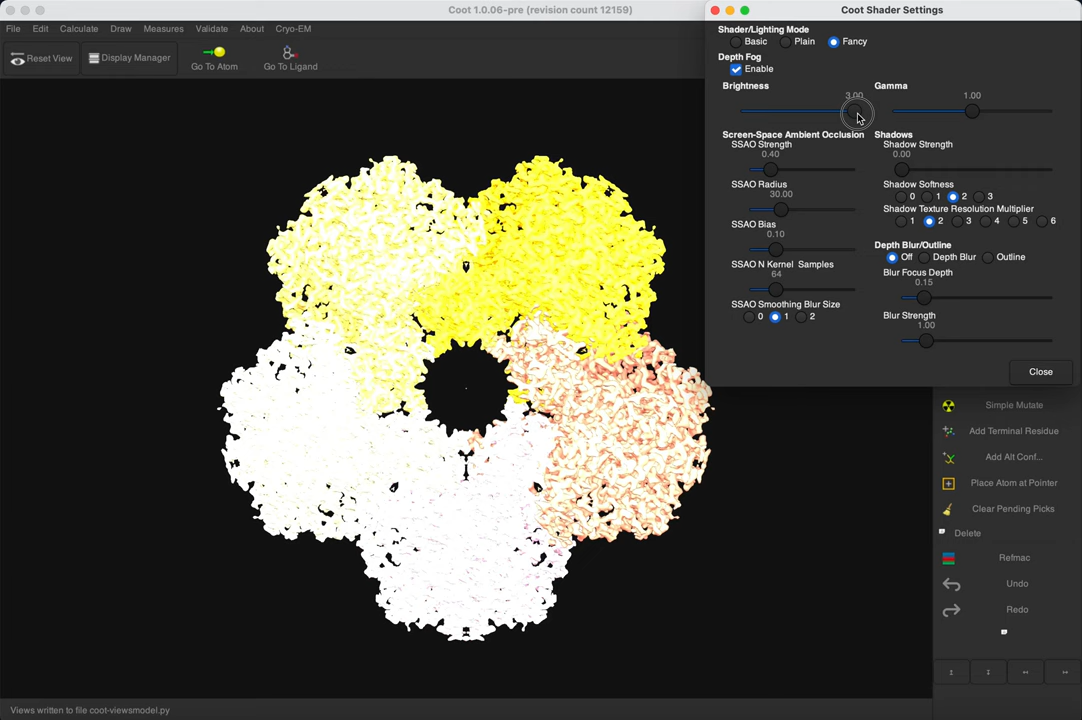 Coot 1.0.06-pre (revision count 12159)
File Edit Calculate Draw Measures Validate About Cryo-EM
Reset View Display Manager Go To Atom Go To Ligand
Coot Shader Settings
Shader/Lighting Mode
Basic Plain Fancy
Depth Fog
Enable
Brightness Gamma
3.00 1.00
Screen-Space Ambient Occlusion
SSAO Strength
0.40
SSAO Radius
30.00
SSAO Bias
0.10
SSAO N Kernel Samples
64
SSAO Smoothing Blur Size
0 1 2
Shadows
Shadow Strength
0.00
Shadow Softness
0 1 2 3
Shadow Texture Resolution Multiplier
1 2 3 4 5 6
Depth Blur/Outline
Off Depth Blur Outline
Blur Focus Depth
0.15
Blur Strength
1.00
Close
Simple Mutate
Add Terminal Residue
Add Alt Conf...
Place Atom at Pointer
Clear Pending Picks
Delete
Refmac
Undo
Redo
Views written to file coot-viewsmodel.py